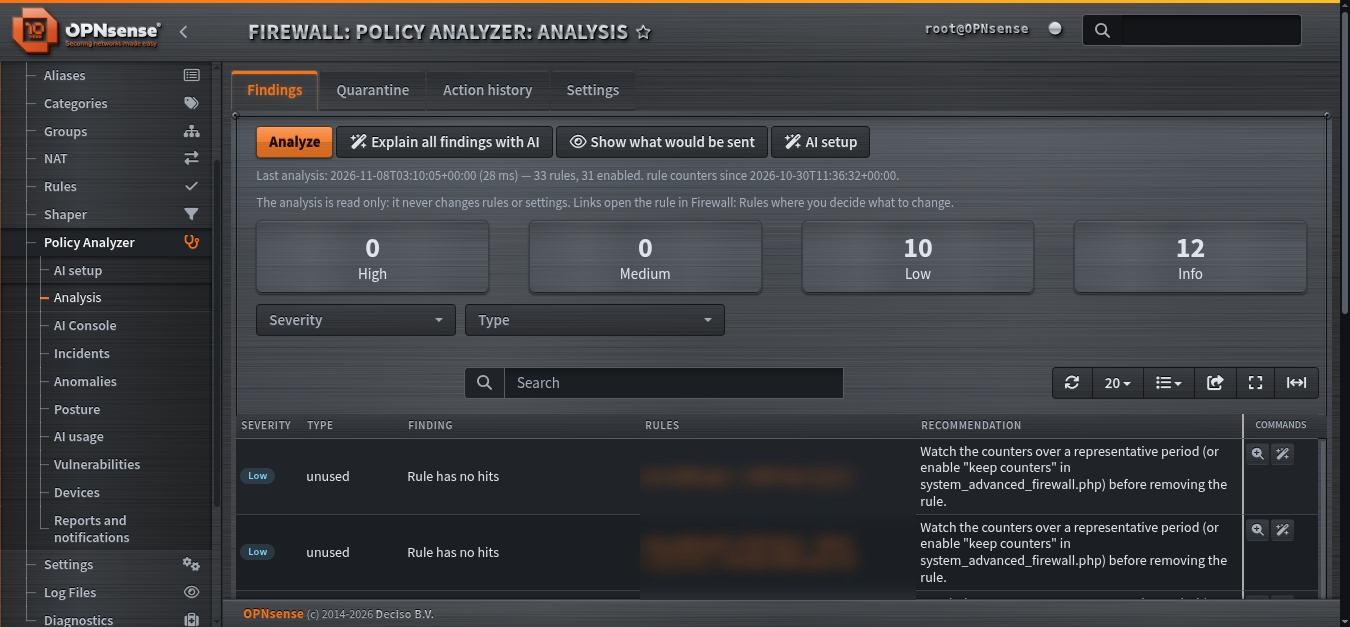 OPNsense®
Securing networks made easy
FIREWALL: POLICY ANALYZER: ANALYSIS
root@OPNsense
Aliases
Categories
Groups
NAT
Rules
Shaper
Policy Analyzer
AI setup
Analysis
AI Console
Incidents
Anomalies
Posture
AI usage
Vulnerabilities
Devices
Reports and
notifications
Settings
Log Files
Diagnostics
Findings
Quarantine
Action history
Settings
Analyze
Explain all findings with AI
Show what would be sent
AI setup
Last analysis: 2026-11-08T03:10:05+00:00 (28 ms) — 33 rules, 31 enabled. rule counters since 2026-10-30T11:36:32+00:00.
The analysis is read only: it never changes rules or settings. Links open the rule in Firewall: Rules where you decide what to change.
0
High
0
Medium
10
Low
12
Info
Severity
Type
Search
20
SEVERITY TYPE FINDING RULES RECOMMENDATION COMMANDS
Low unused Rule has no hits
Watch the counters over a representative period (or
enable "keep counters" in
system_advanced_firewall.php) before removing the
rule.
Low unused Rule has no hits
Watch the counters over a representative period (or
enable "keep counters" in
system_advanced_firewall.php) before removing the
rule.
OPNsense (c) 2014-2026 Deciso B.V.